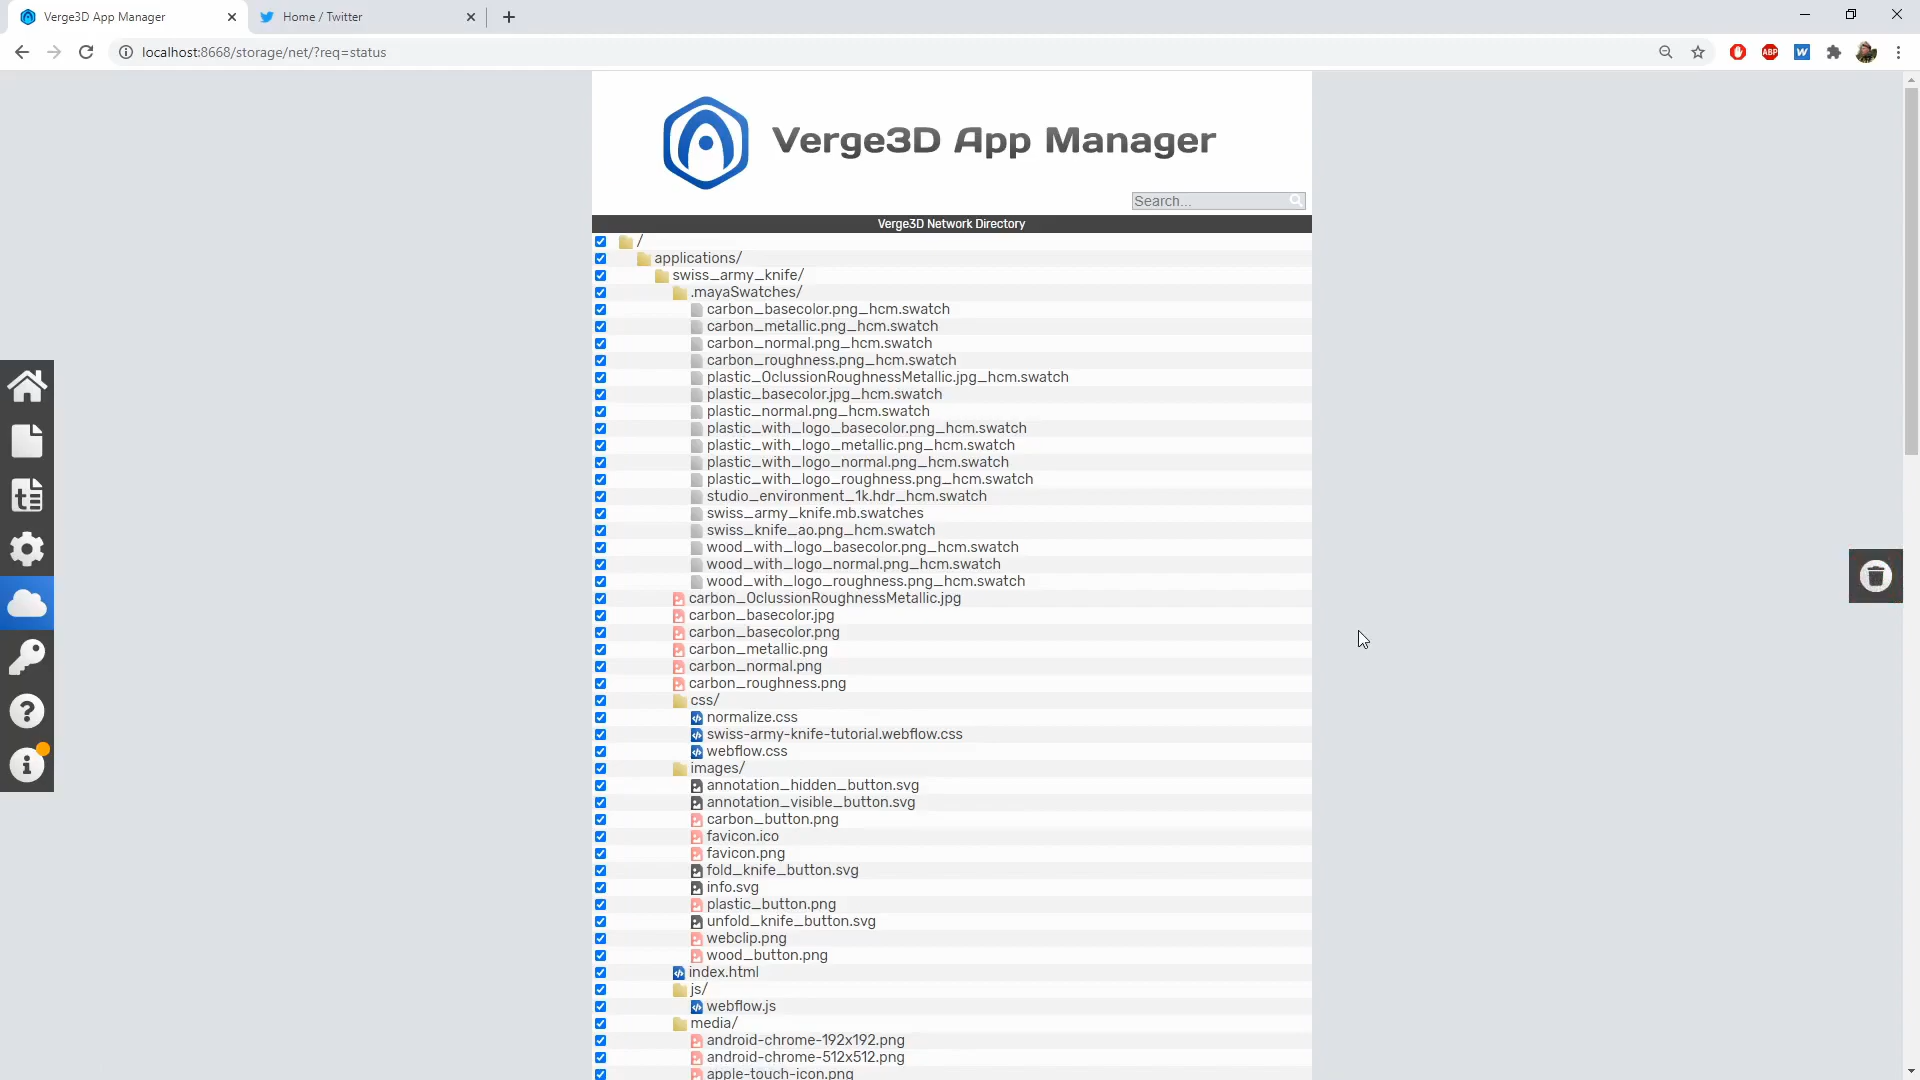 Verge3D App Manager
Home / Twitter
localhost:8668/storage/net/?req=status
ABP
W
Verge3D App Manager
Search...
Verge3D Network Directory
/
applications/
swiss_army_knife/
.mayaSwatches/
carbon_basecolor.png_hcm.swatch
carbon_metallic.png_hcm.swatch
carbon_normal.png_hcm.swatch
carbon_roughness.png_hcm.swatch
plastic_OclussionRoughnessMetallic.jpg_hcm.swatch
plastic_basecolor.jpg_hcm.swatch
plastic_normal.png_hcm.swatch
plastic_with_logo_basecolor.png_hcm.swatch
plastic_with_logo_metallic.png_hcm.swatch
plastic_with_logo_normal.png_hcm.swatch
plastic_with_logo_roughness.png_hcm.swatch
studio_environment_1k.hdr_hcm.swatch
swiss_army_knife.mb.swatches
swiss_knife_ao.png_hcm.swatch
wood_with_logo_basecolor.png_hcm.swatch
wood_with_logo_normal.png_hcm.swatch
wood_with_logo_roughness.png_hcm.swatch
carbon_OclussionRoughnessMetallic.jpg
carbon_basecolor.jpg
carbon_basecolor.png
carbon_metallic.png
carbon_normal.png
carbon_roughness.png
css/
normalize.css
swiss-army-knife-tutorial.webflow.css
webflow.css
images/
annotation_hidden_button.svg
annotation_visible_button.svg
carbon_button.png
favicon.ico
favicon.png
fold_knife_button.svg
info.svg
plastic_button.png
unfold_knife_button.svg
webclip.png
wood_button.png
index.html
js/
webflow.js
media/
android-chrome-192x192.png
android-chrome-512x512.png
apple-touch-icon.png